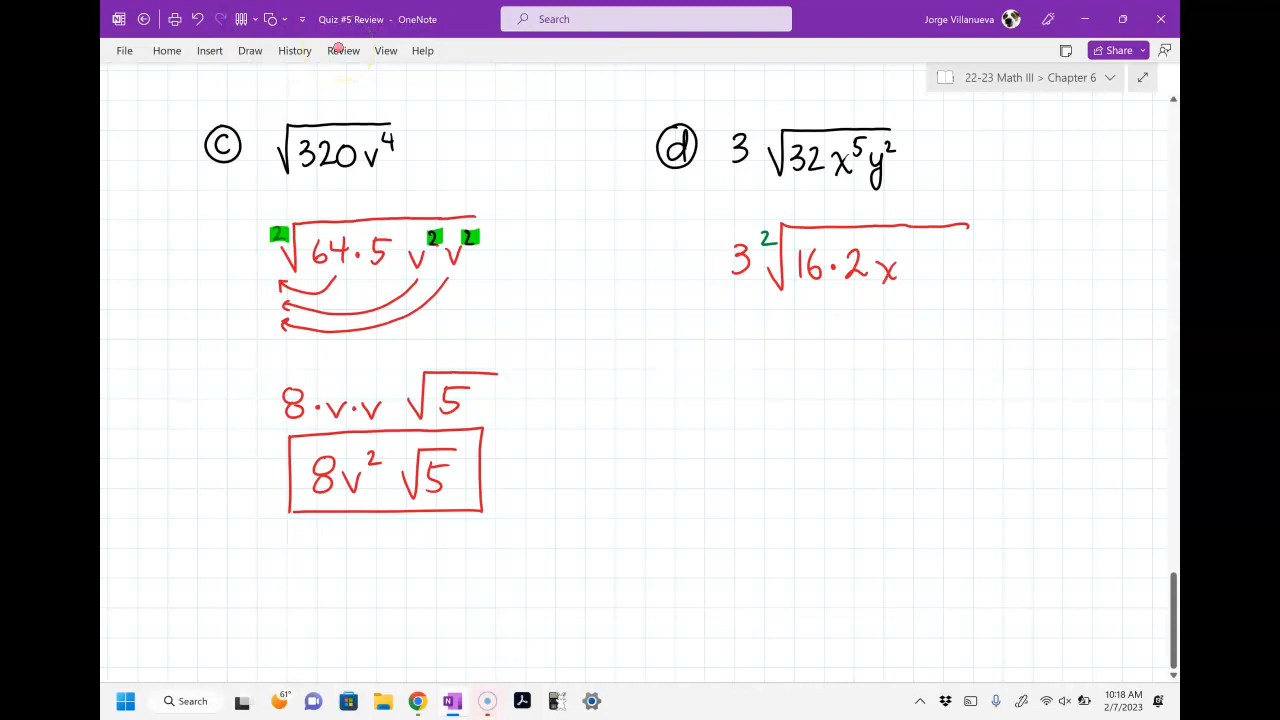 Quiz #5 Review - OneNote
Search
Jorge Villanueva
File Home Insert Draw History Review View Help
Share
22-23 Math III > Chapter 6
c √320v⁴
d 3 √32x⁵y²
²√64·5 v² v²
3 ²√16·2x
8·v·v √5
8v² √5
61°
Search
10:18 AM
2/7/2023